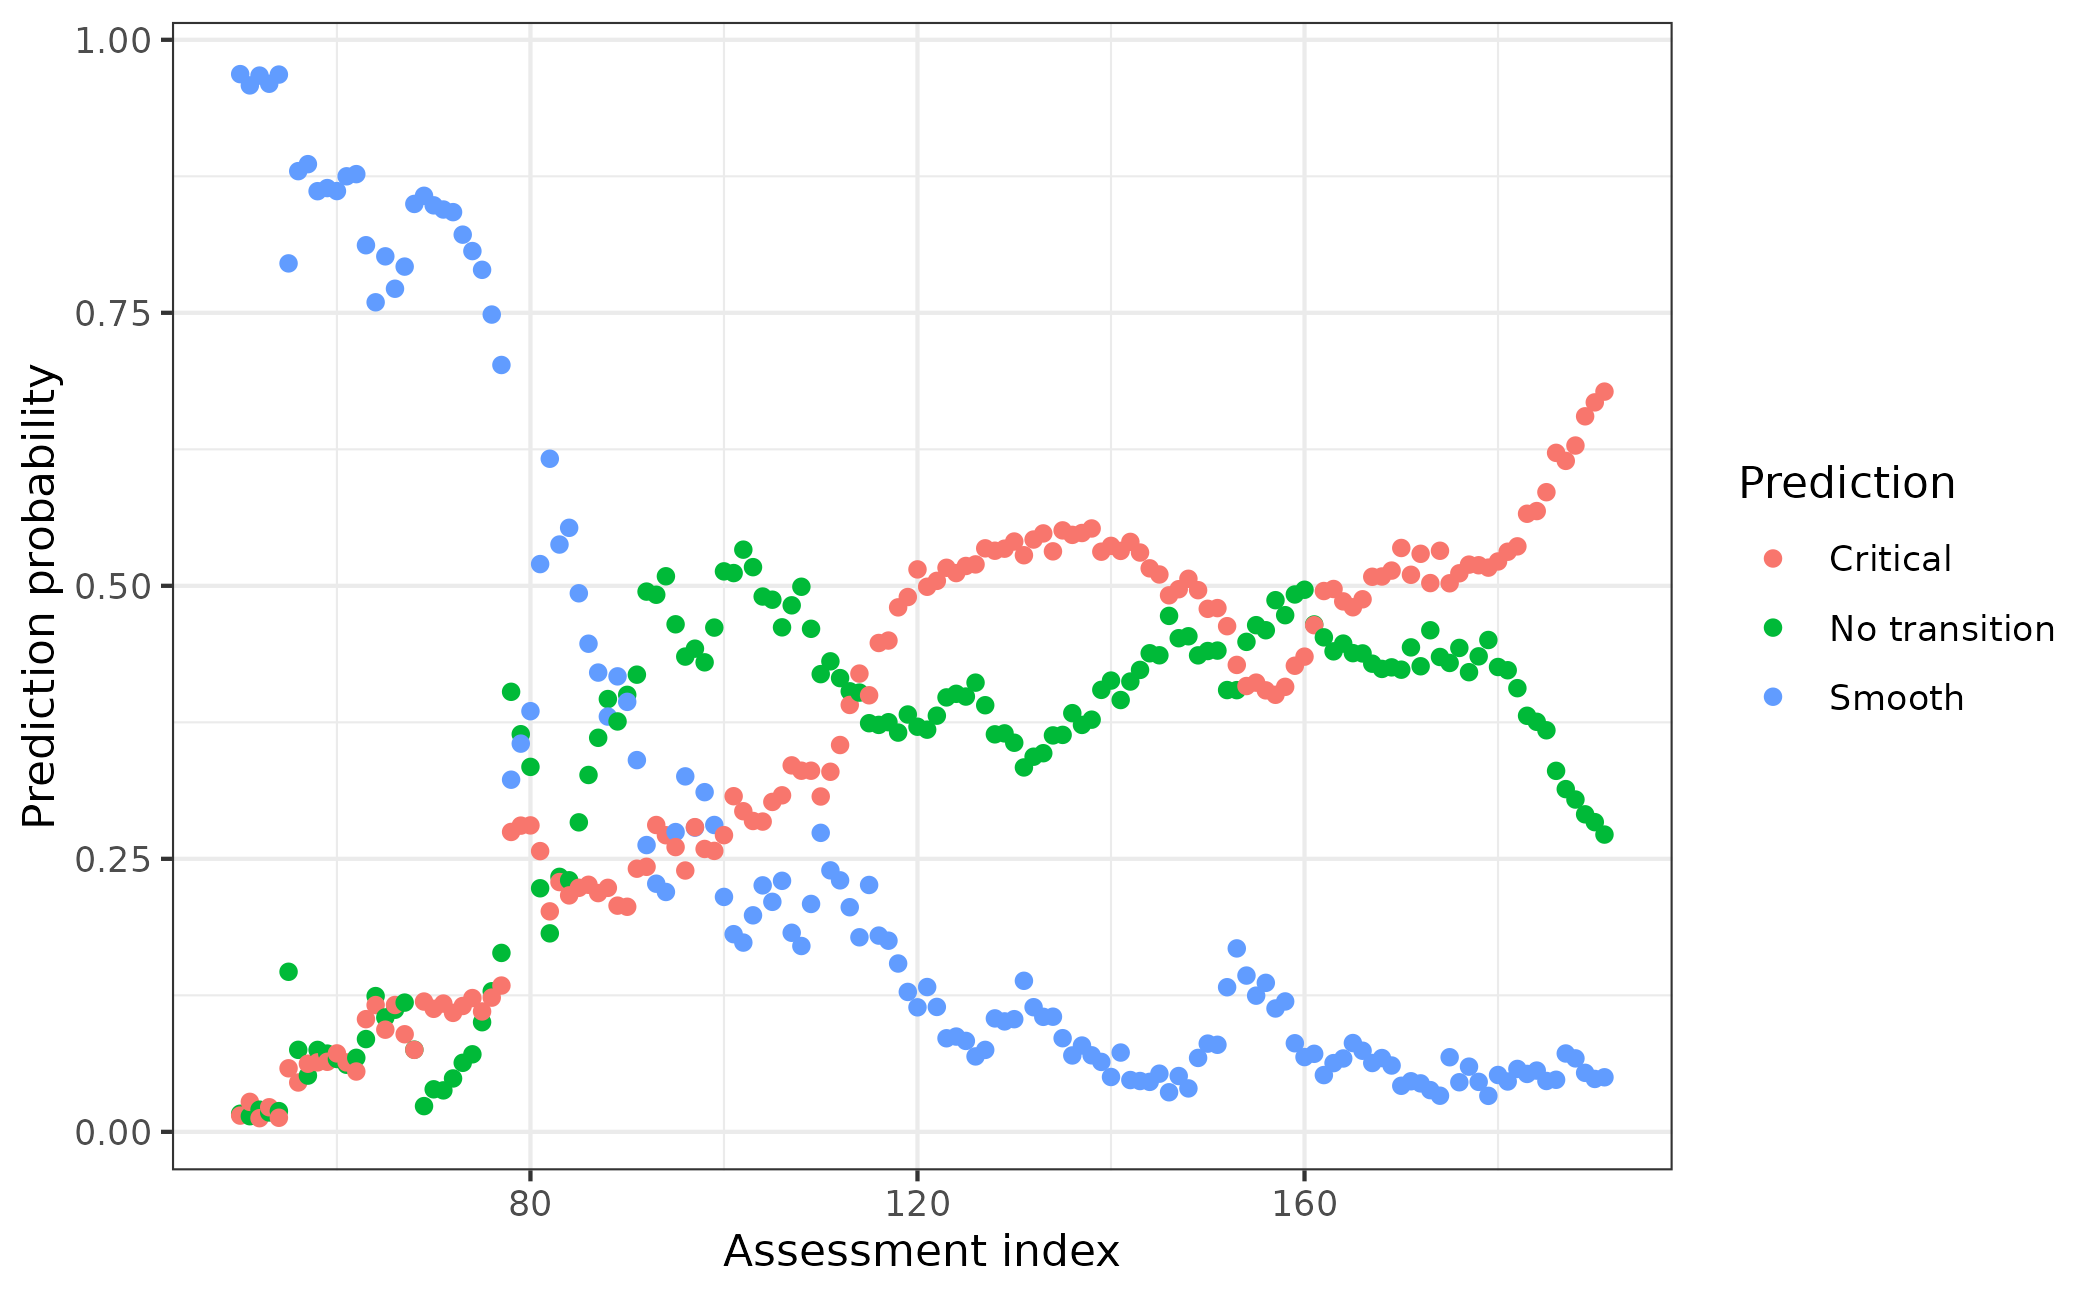 1.00
0.75
0.50
0.25
0.00
Prediction probability
80 120 160
Assessment index
Prediction
Critical
No transition
Smooth